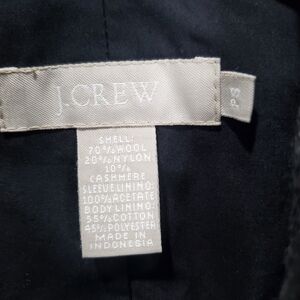 J.CREW
PS
SHELL:
70%WOOL
20%NYLON
10%
CASHMERE
SLEEVE LINING:
100%ACETATE
BODY LINING:
55%COTTON
45%POLYESTER
MADE IN
INDONESIA